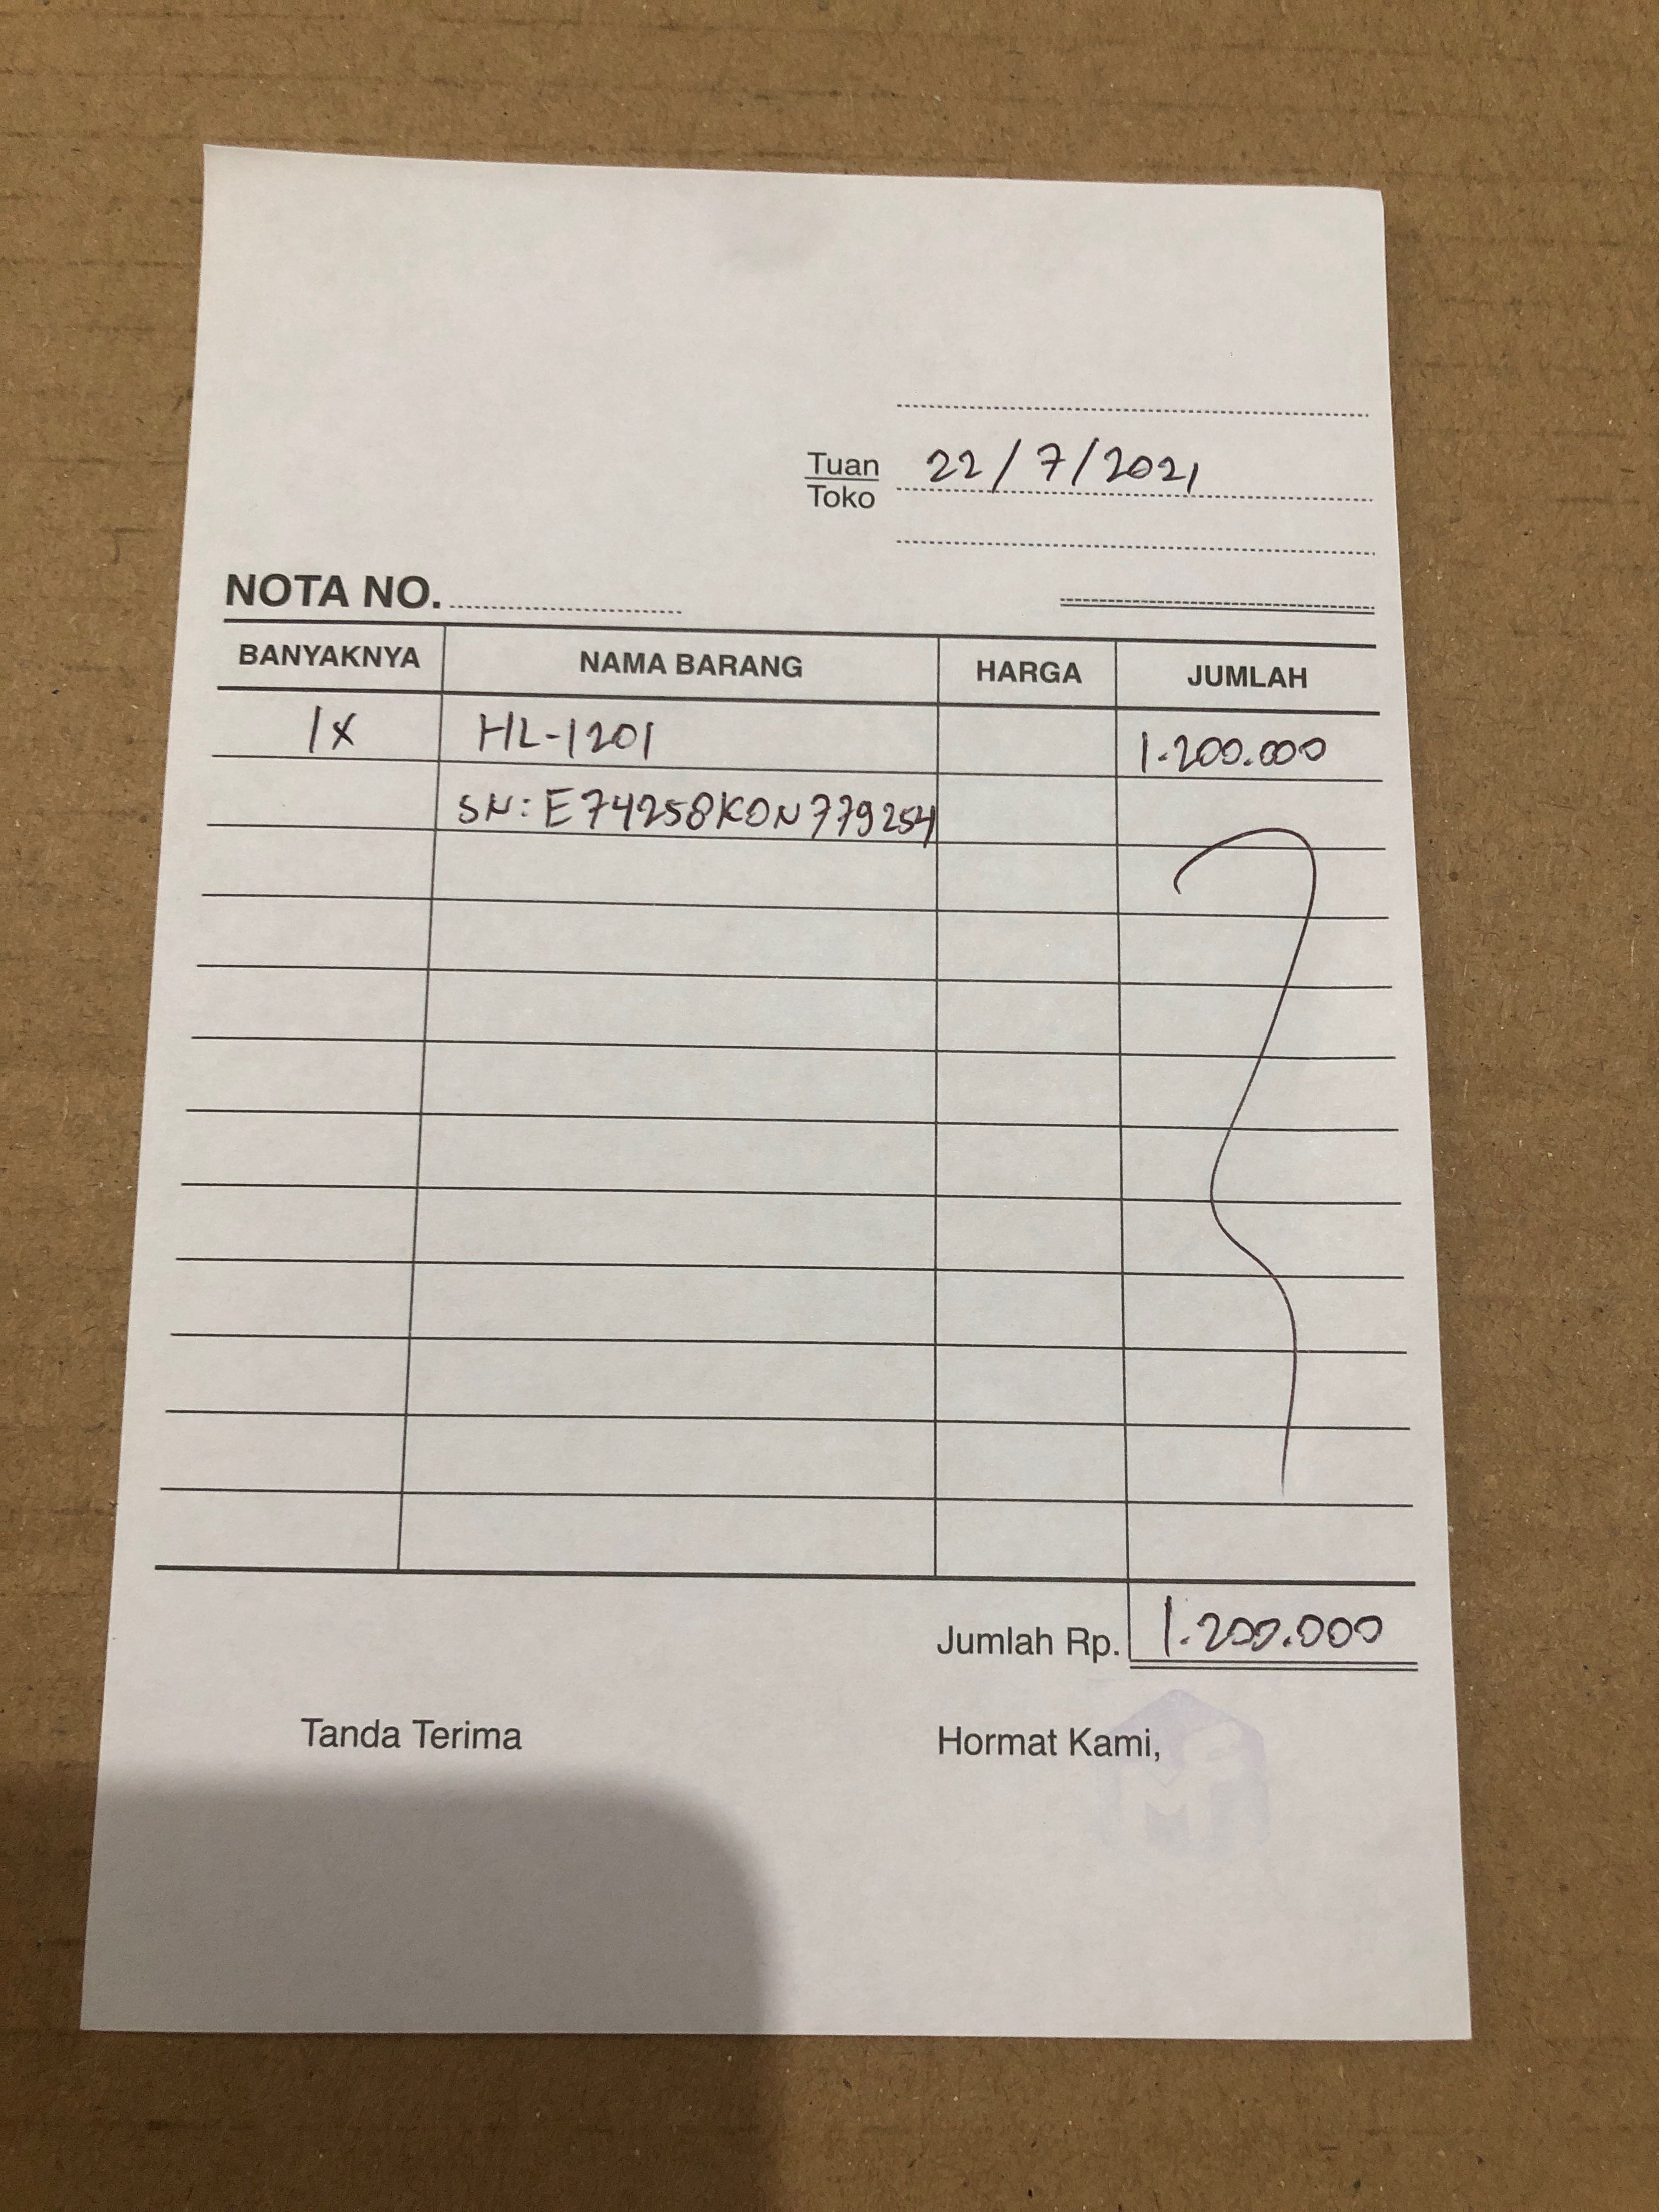 Tuan
Toko
22/7/2021
NOTA NO.
BANYAKNYA NAMA BARANG HARGA JUMLAH
1x HL-1201 1.200.000
SN: E74258K0N779254
Jumlah Rp. 1.200.000
Tanda Terima Hormat Kami,